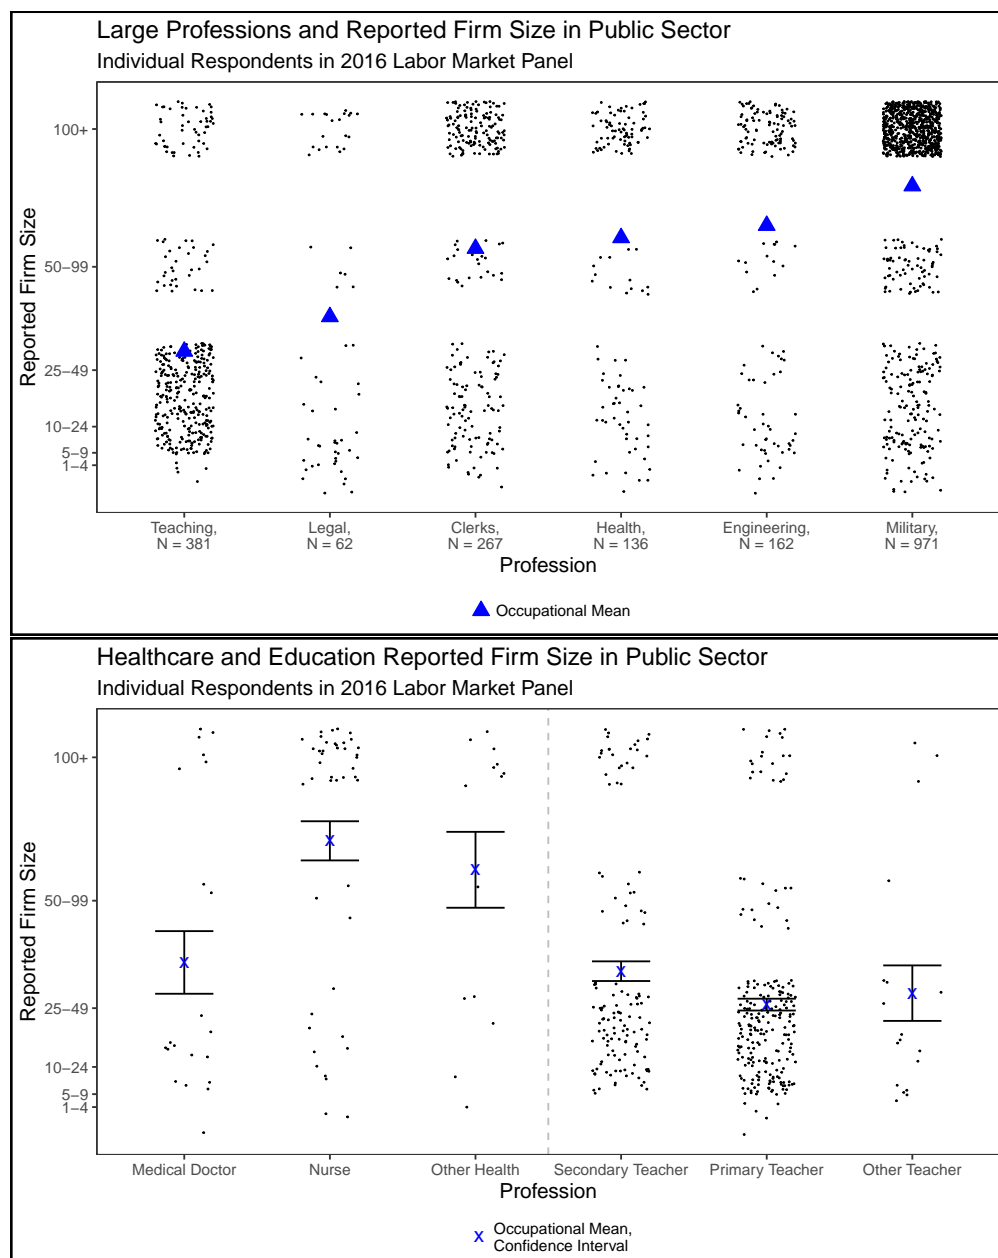 Large Professions and Reported Firm Size in Public Sector
Individual Respondents in 2016 Labor Market Panel
Reported Firm Size
100+
50–99
25–49
10–24
5–9
1–4
Teaching,
N = 381
Legal,
N = 62
Clerks,
N = 267
Health,
N = 136
Engineering,
N = 162
Military,
N = 971
Profession
Occupational Mean
Healthcare and Education Reported Firm Size in Public Sector
Individual Respondents in 2016 Labor Market Panel
Reported Firm Size
100+
50–99
25–49
10–24
5–9
1–4
Medical Doctor
Nurse
Other Health
Secondary Teacher
Primary Teacher
Other Teacher
Profession
x Occupational Mean,
Confidence Interval